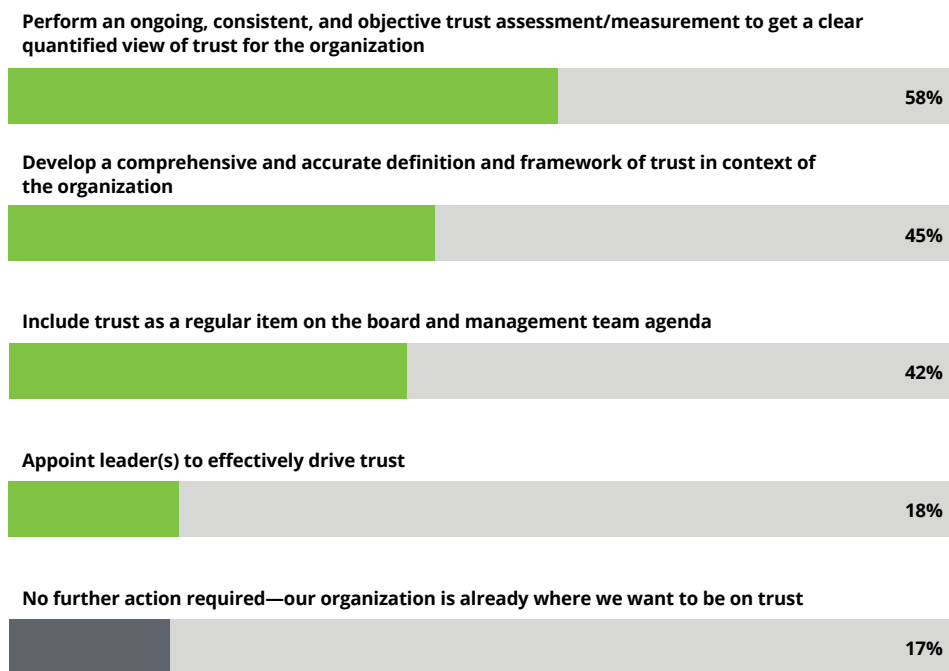 Perform an ongoing, consistent, and objective trust assessment/measurement to get a clear
quantified view of trust for the organization
58%
Develop a comprehensive and accurate definition and framework of trust in context of
the organization
45%
Include trust as a regular item on the board and management team agenda
42%
Appoint leader(s) to effectively drive trust
18%
No further action required—our organization is already where we want to be on trust
17%